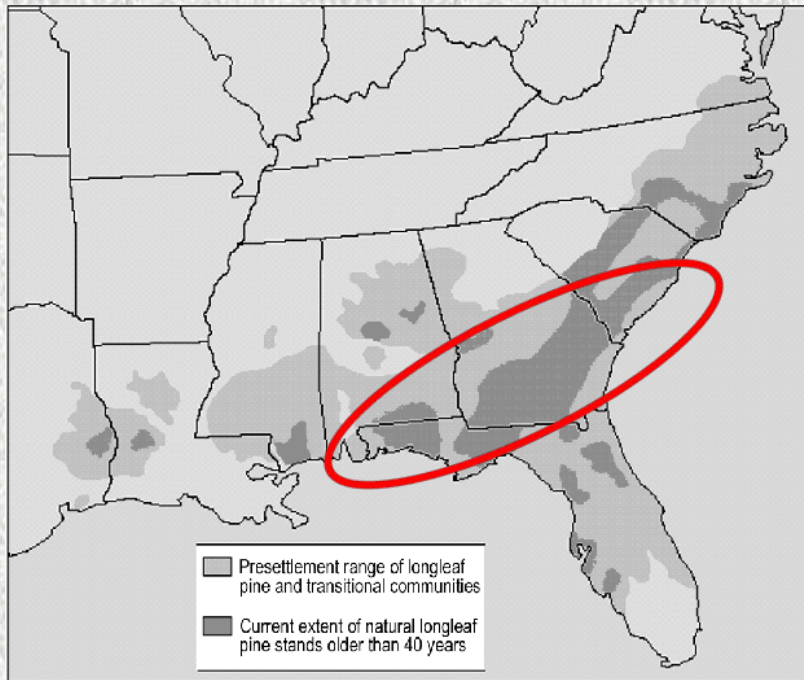 Presettlement range of longleaf
pine and transitional communities
Current extent of natural longleaf
pine stands older than 40 years